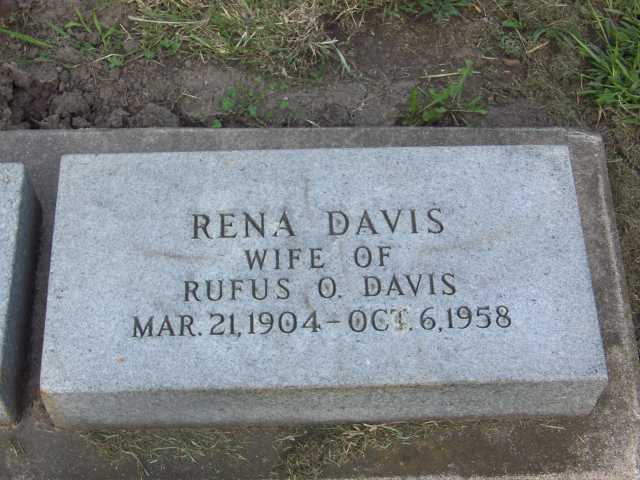 RENA DAVIS
WIFE OF
RUFUS O. DAVIS
MAR. 21, 1904 – OCT. 6, 1958